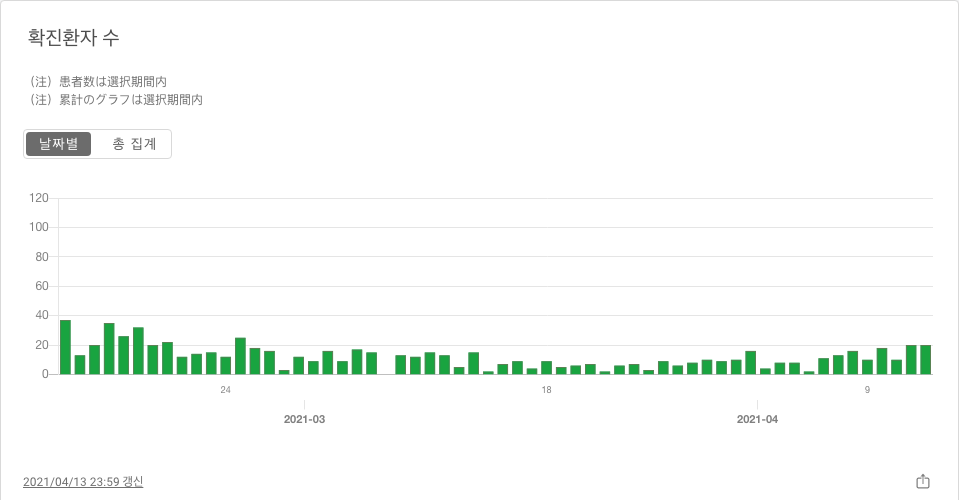 확진환자 수
（注）患者数は選択期間内
（注）累計のグラフは選択期間内
날짜별 총 집계
120
100
80
60
40
20
0
24 18 9
2021-03 2021-04
2021/04/13 23:59 갱신